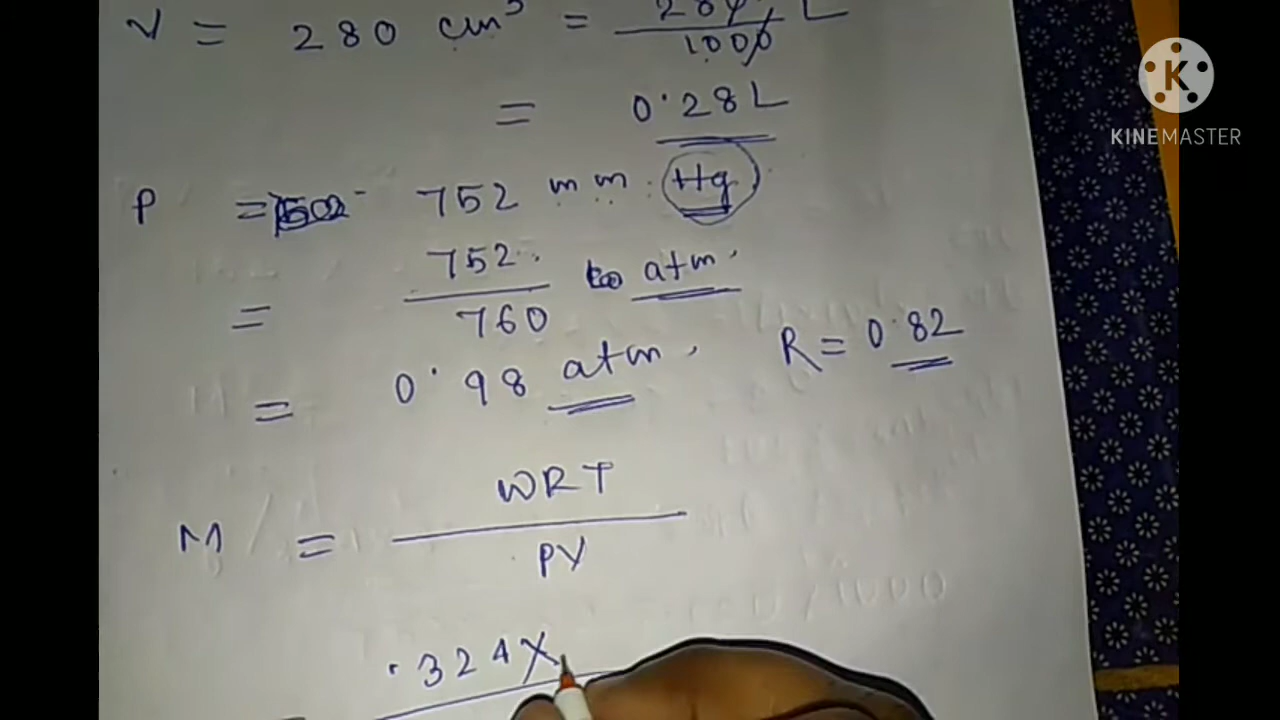 V = 280 cm³ = 280/1000 L
= 0.28 L
P = 752 mm Hg
= 752/760 to atm.
= 0.98 atm. R = 0.82
M = WRT/PV
.324 X
K
KINEMASTER